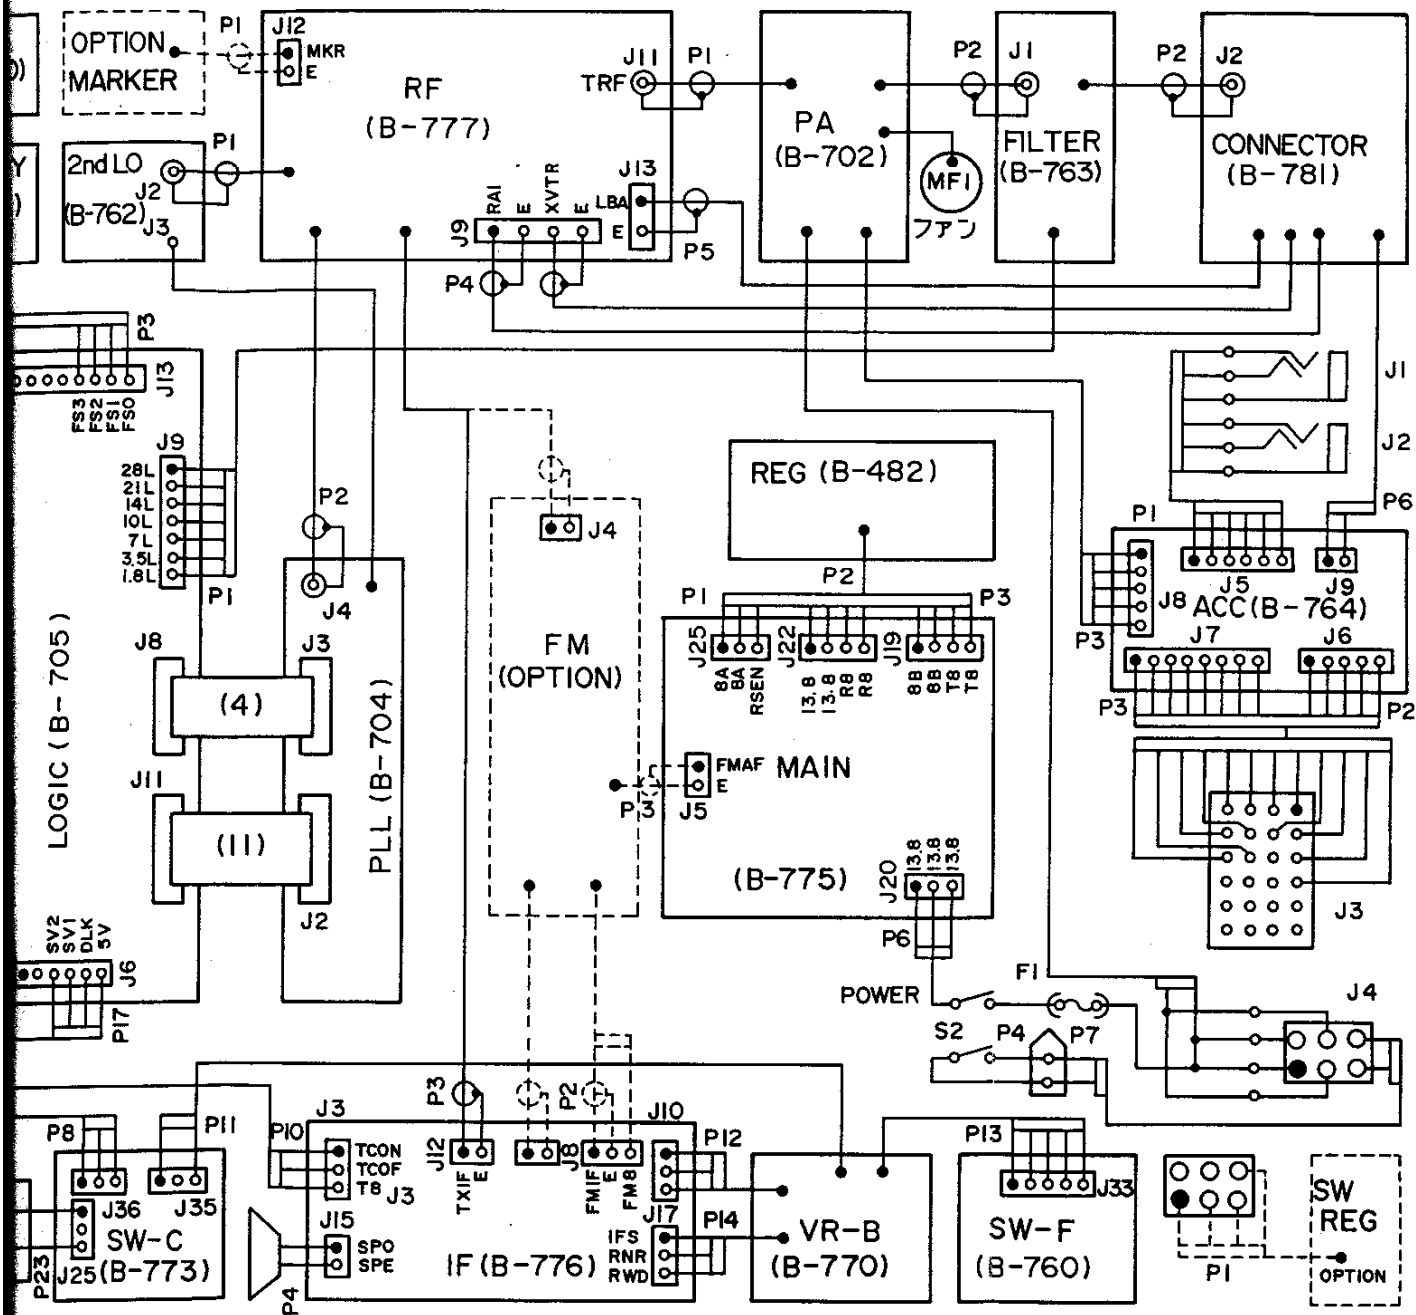 OPTION
MARKER
P1
J12
MKR
E
RF
(B-777)
J11
TRF
P1
PA
(B-702)
P2
J1
FILTER
(B-763)
MF1
ファン
P2
J2
CONNECTOR
(B-781)
2nd LO
J2
(B-762)
J3
P1
J9
RA1
E
XVTR
E
J13
LBA
E
P5
P4
P3
J13
FS3
FS2
FS1
FS0
J9
28L
21L
14L
10L
7L
3.5L
1.8L
P1
P2
J4
J4
REG (B-482)
P2
J1
J2
P6
P1
J5
J9
J8
ACC(B-764)
P3
J7
J6
P3
P2
J3
LOGIC (B-705)
J8
J3
(4)
J11
(11)
J2
PLL (B-704)
FM
(OPTION)
P1
P3
J25
8A
8A
RSEN
J22
13.8
13.8
R8
R8
J19
8B
8B
T8
T8
FMAF
E
MAIN
P3
J5
(B-775)
J20
13.8
13.8
13.8
P6
SV2
SV1
DLK
5V
J6
P17
POWER
F1
S2
P4
P7
J4
P8
P11
J36
J35
SW-C
J25
(B-773)
P23
P10
J3
TCON
TCOF
T8
J3
J15
SPO
SPE
P4
P3
J12
TXIF
E
P2
J8
FMIF
E
FM8
IF (B-776)
J10
P12
J17
P14
IFS
RNR
RWD
VR-B
(B-770)
P13
J33
SW-F
(B-760)
P1
SW
REG
OPTION